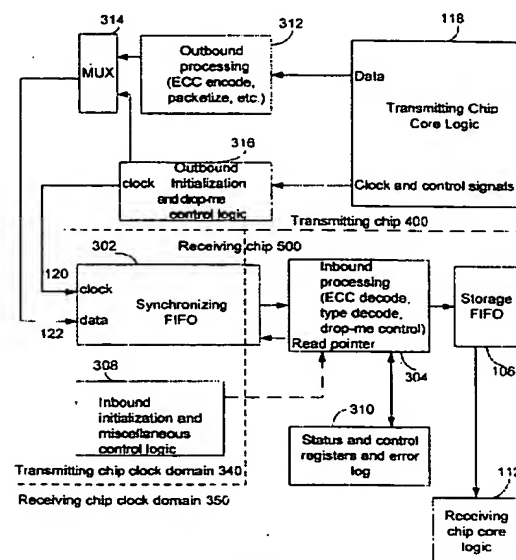 314
312
118
MUX
Outbound
processing
(ECC encode,
packetize, etc.)
Data
Transmitting Chip
Core Logic
316
clock
Outbound
Initialization
and drop-me
control logic
Clock and control signals
Transmitting chip 400
Receiving chip 500
302
120
clock
Synchronizing
FIFO
data
122
Inbound
processing
(ECC decode,
type decode,
drop-me control)
Read pointer
304
Storage
FIFO
106
308
Inbound
initialization and
miscellaneous
control logic
310
Status and control
registers and error
log
Transmitting chip clock domain 340
Receiving chip clock domain 350
112
Receiving
chip core
logic